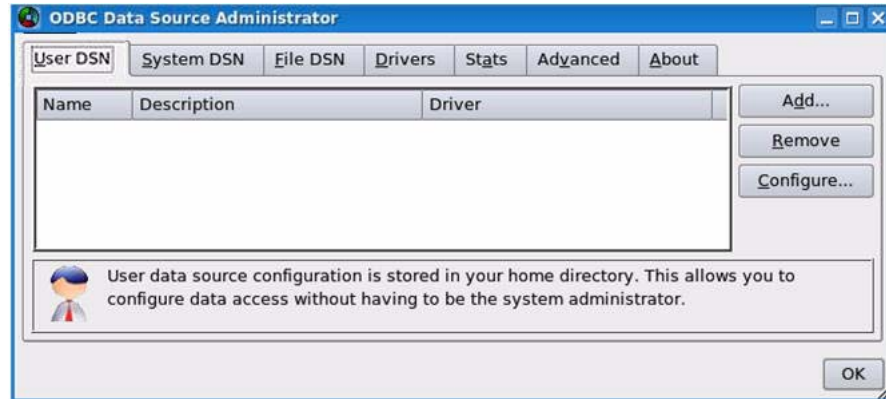 ODBC Data Source Administrator
User DSN System DSN File DSN Drivers Stats Advanced About
Name Description Driver
Add...
Remove
Configure...
User data source configuration is stored in your home directory. This allows you to
configure data access without having to be the system administrator.
OK